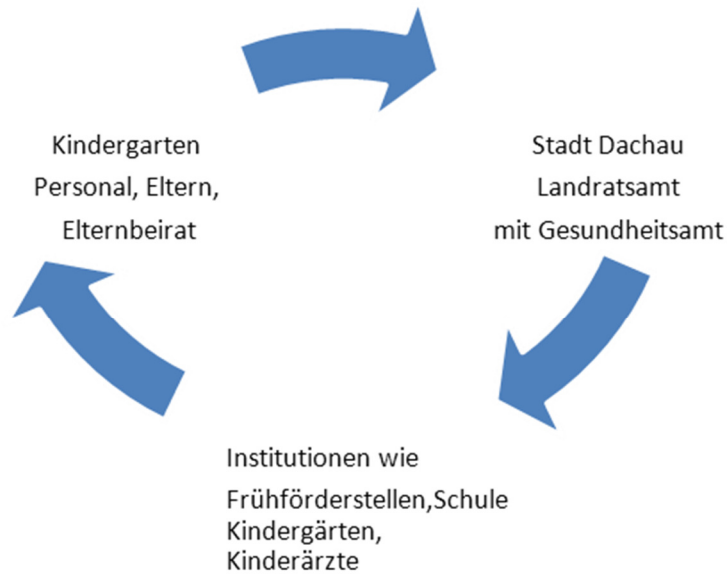 Kindergarten
Personal, Eltern,
Elternbeirat
Stadt Dachau
Landratsamt
mit Gesundheitsamt
Institutionen wie
Frühförderstellen,Schule
Kindergärten,
Kinderärzte